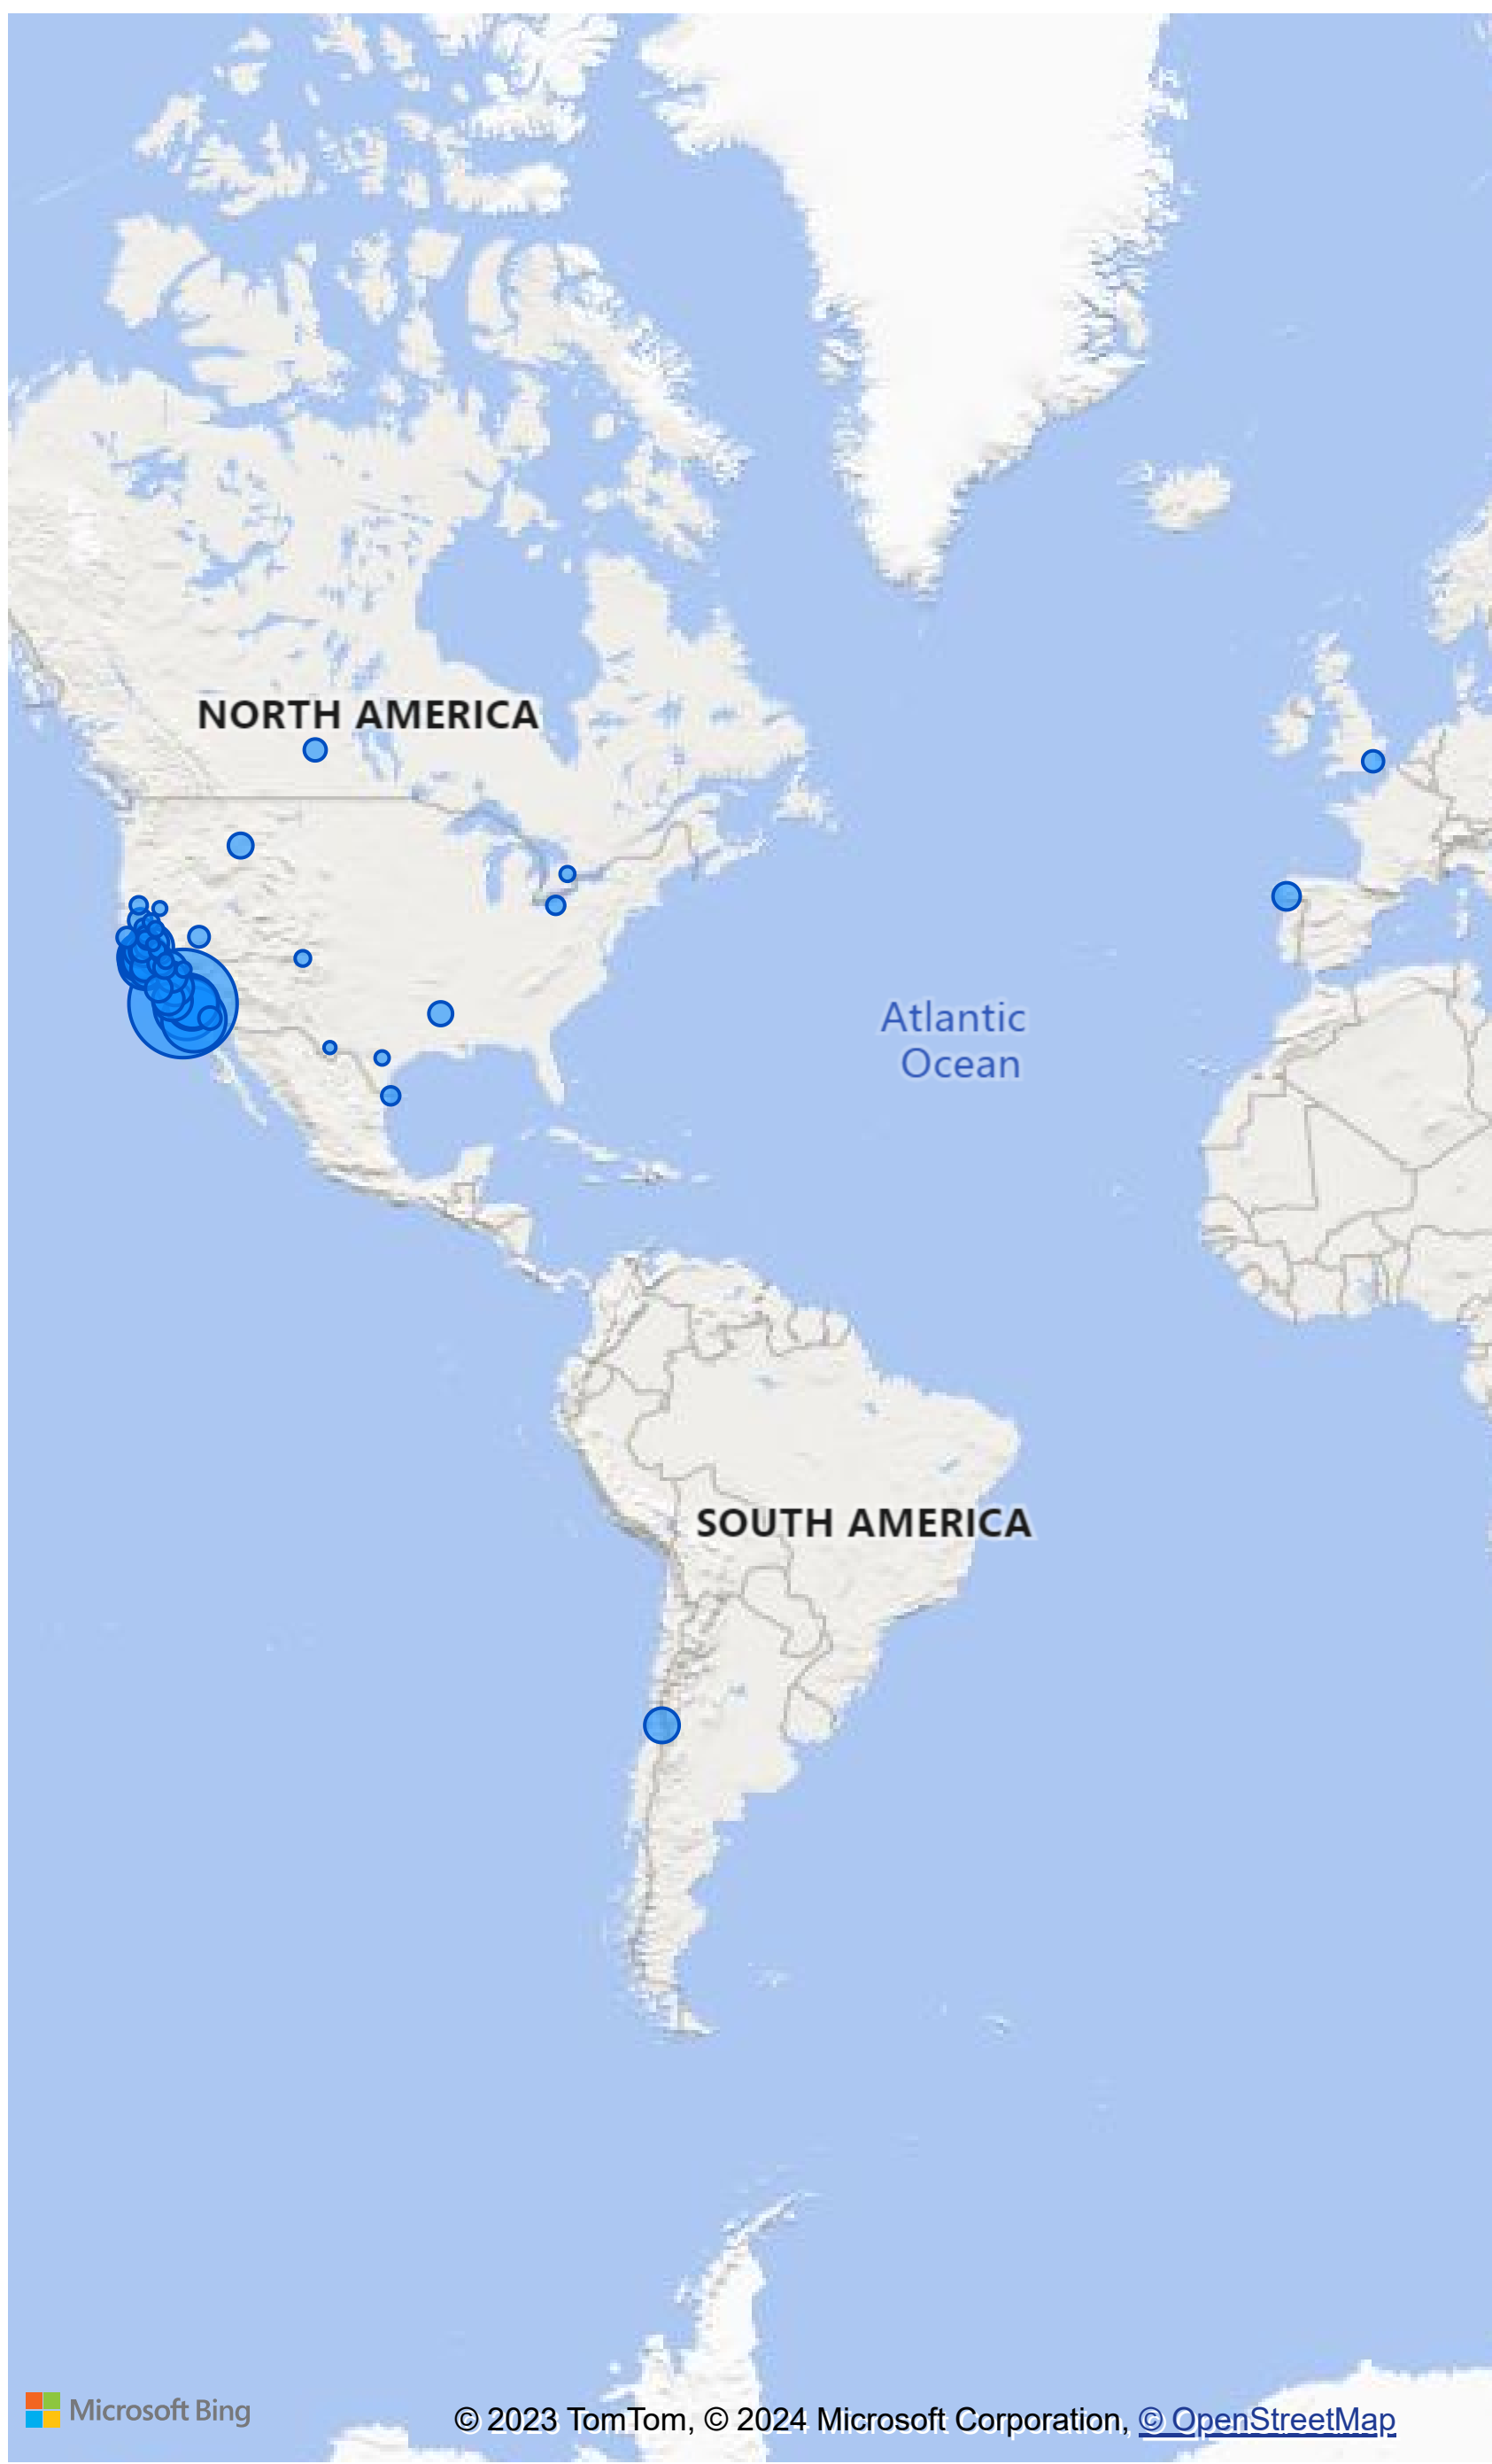 NORTH AMERICA
Atlantic
Ocean
SOUTH AMERICA
Microsoft Bing
© 2023 TomTom, © 2024 Microsoft Corporation, © OpenStreetMap